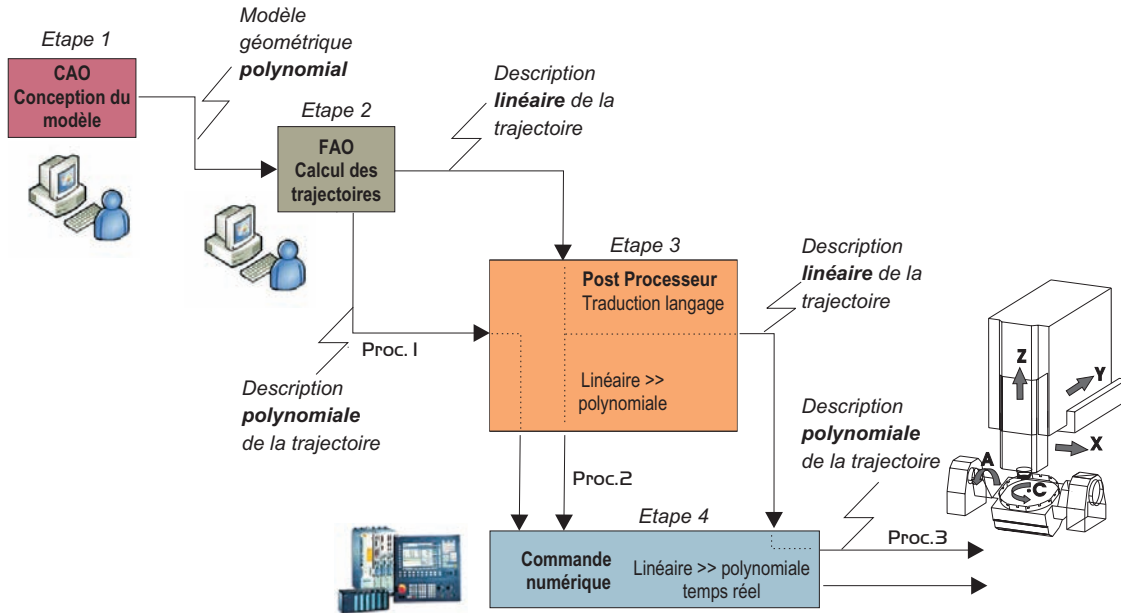 Etape 1
CAO
Conception du
modèle
Modèle
géométrique
polynomial
Etape 2
FAO
Calcul des
trajectoires
Description
linéaire de la
trajectoire
Proc. 1
Description
polynomiale
de la trajectoire
Etape 3
Post Processeur
Traduction langage
Linéaire >>
polynomiale
Description
linéaire de la
trajectoire
Proc.2
Description
polynomiale
de la trajectoire
Etape 4
Commande
numérique
Linéaire >> polynomiale
temps réel
Proc.3
Z
Y
X
A
C